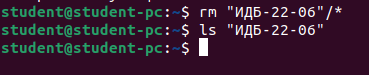 student@student-pc:~$ rm "ИДБ-22-06"/*
student@student-pc:~$ ls "ИДБ-22-06"
student@student-pc:~$